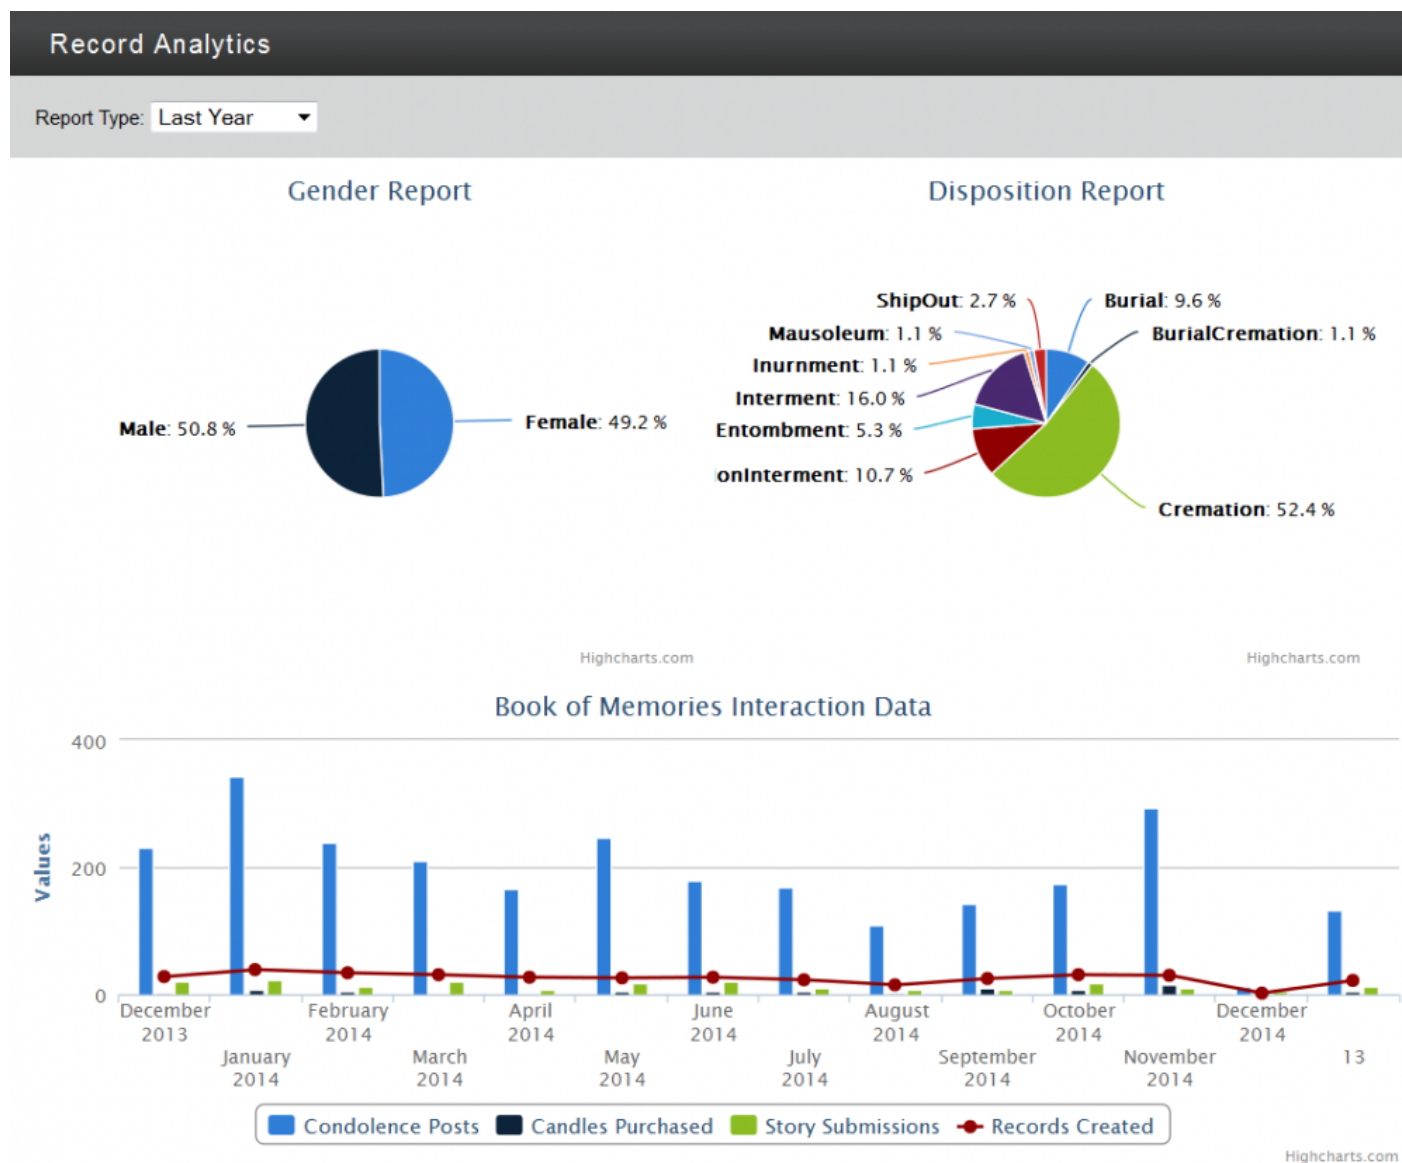 Record Analytics
Report Type: Last Year
Gender Report
Male: 50.8 %
Female: 49.2 %
Highcharts.com
Disposition Report
ShipOut: 2.7 %
Burial: 9.6 %
Mausoleum: 1.1 %
BurialCremation: 1.1 %
Inurnment: 1.1 %
Interment: 16.0 %
Entombment: 5.3 %
onInterment: 10.7 %
Cremation: 52.4 %
Highcharts.com
Book of Memories Interaction Data
Values
400
200
0
December 2013
January 2014
February 2014
March 2014
April 2014
May 2014
June 2014
July 2014
August 2014
September 2014
October 2014
November 2014
December 2014
13
Condolence Posts Candles Purchased Story Submissions Records Created
Highcharts.com